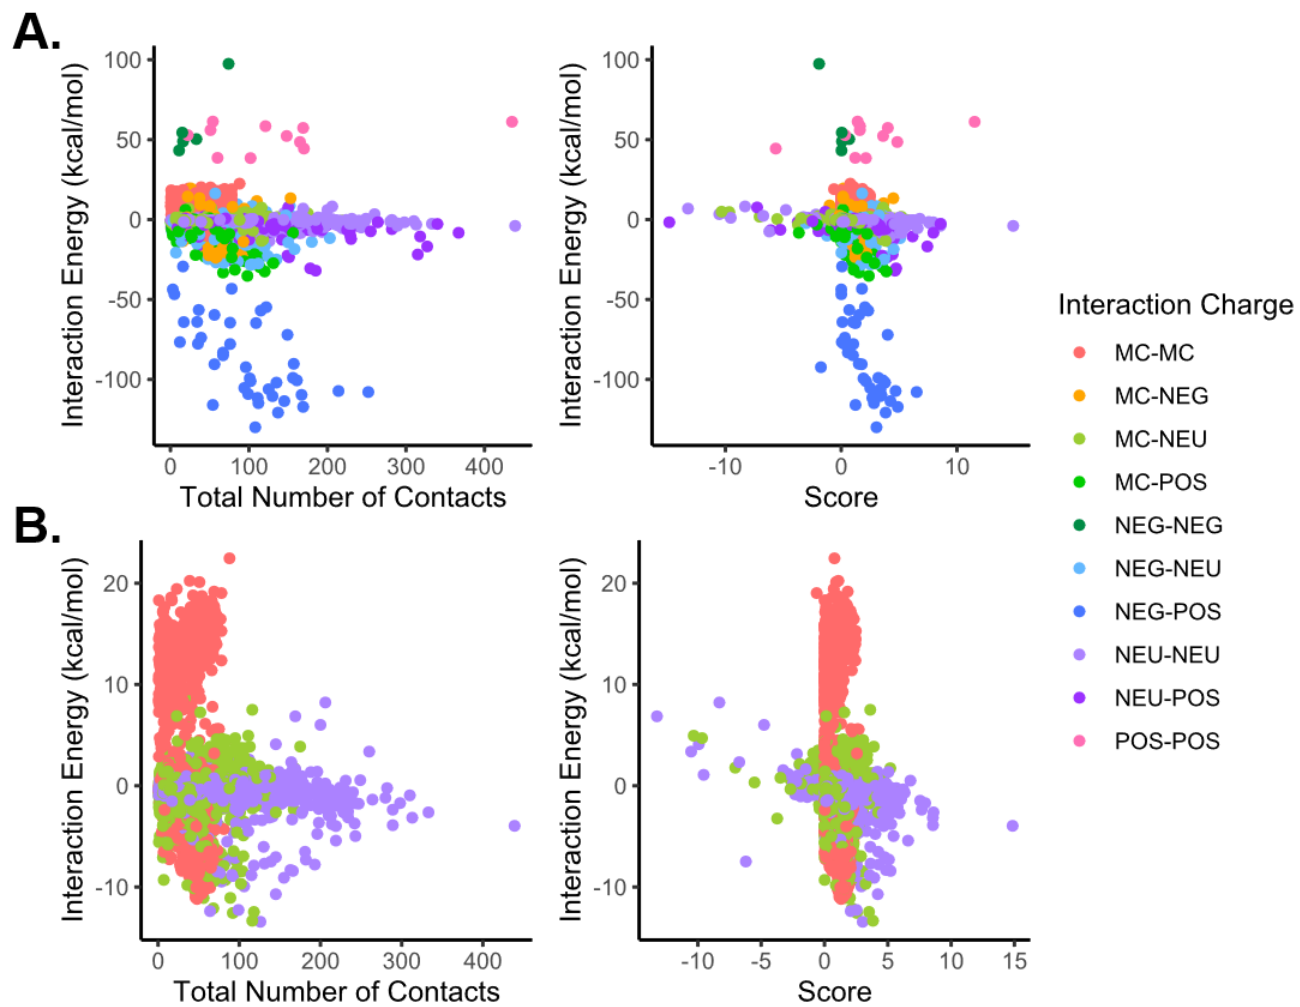 A.
Interaction Energy (kcal/mol)
100
50
0
-50
-100
0 100 200 300 400
Total Number of Contacts
Interaction Energy (kcal/mol)
100
50
0
-50
-100
-10 0 10
Score
B.
Interaction Energy (kcal/mol)
20
10
0
-10
0 100 200 300 400
Total Number of Contacts
Interaction Energy (kcal/mol)
20
10
0
-10
-10 -5 0 5 10 15
Score
Interaction Charge
MC-MC
MC-NEG
MC-NEU
MC-POS
NEG-NEG
NEG-NEU
NEG-POS
NEU-NEU
NEU-POS
POS-POS